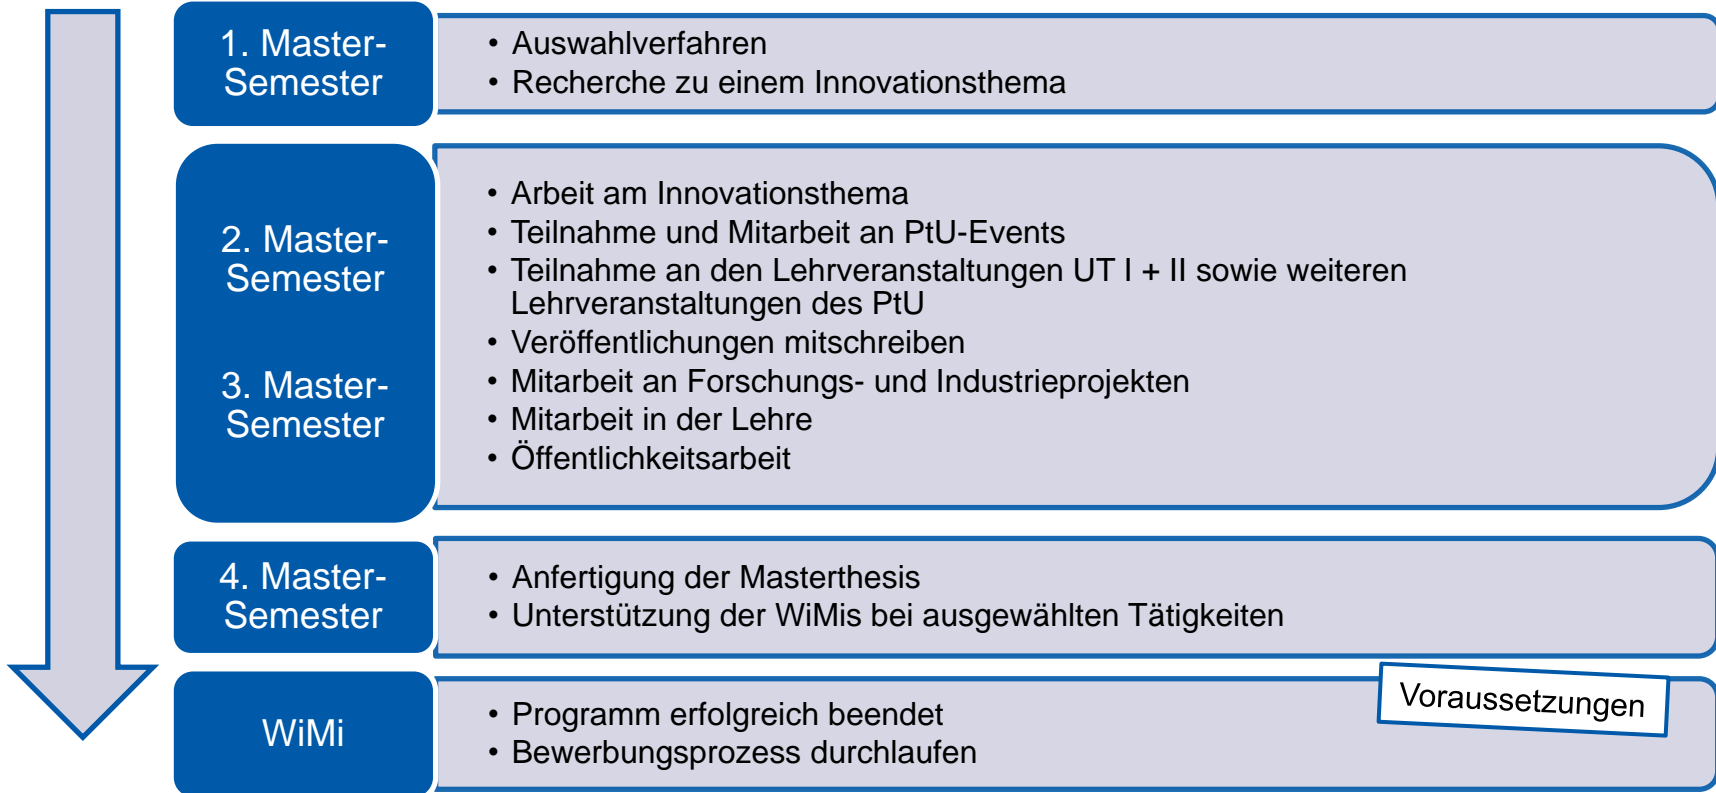 1. Master-
Semester
• Auswahlverfahren
• Recherche zu einem Innovationsthema
2. Master-
Semester
3. Master-
Semester
• Arbeit am Innovationsthema
• Teilnahme und Mitarbeit an PtU-Events
• Teilnahme an den Lehrveranstaltungen UT I + II sowie weiteren
Lehrveranstaltungen des PtU
• Veröffentlichungen mitschreiben
• Mitarbeit an Forschungs- und Industrieprojekten
• Mitarbeit in der Lehre
• Öffentlichkeitsarbeit
4. Master-
Semester
• Anfertigung der Masterthesis
• Unterstützung der WiMis bei ausgewählten Tätigkeiten
WiMi
• Programm erfolgreich beendet
• Bewerbungsprozess durchlaufen
Voraussetzungen